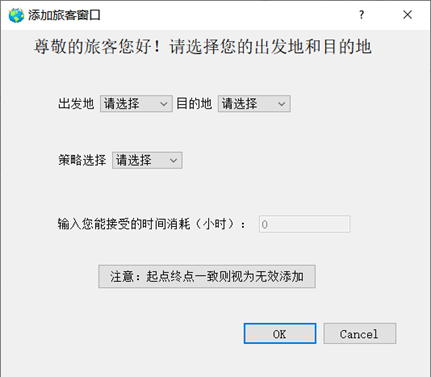 添加旅客窗口 ?
尊敬的旅客您好！请选择您的出发地和目的地
出发地 请选择 目的地 请选择
策略选择 请选择
输入您能接受的时间消耗（小时）： 0
注意：起点终点一致则视为无效添加
OK Cancel